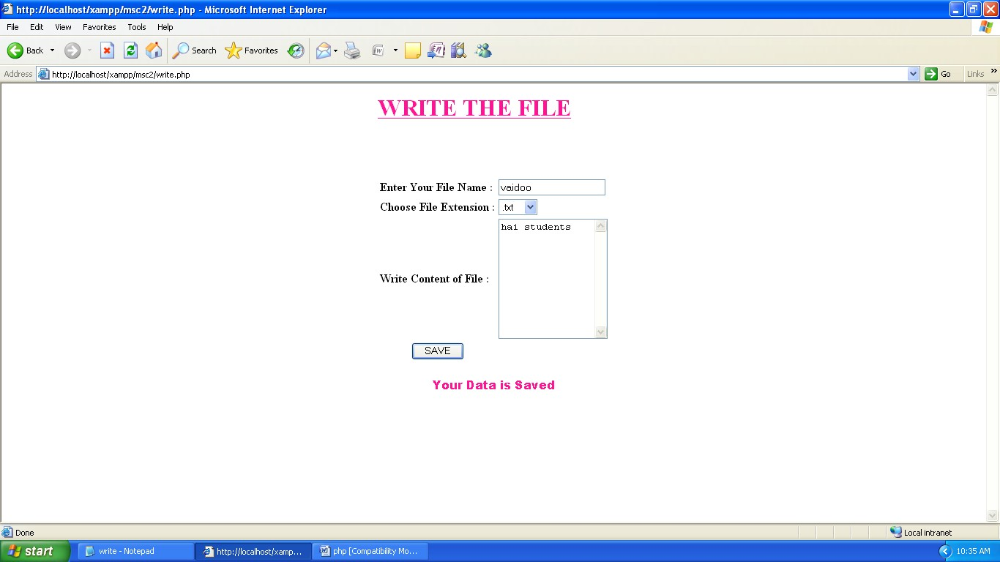 http://localhost/xampp/msc2/write.php - Microsoft Internet Explorer
File Edit View Favorites Tools Help
Back Search Favorites
Address http://localhost/xampp/msc2/write.php Go Links »
WRITE THE FILE
Enter Your File Name : vaidoo
Choose File Extension : .txt
hai students
Write Content of File :
SAVE
Your Data is Saved
Done Local intranet
start write - Notepad http://localhost/xamp... php [Compatibility Mo... 10:35 AM